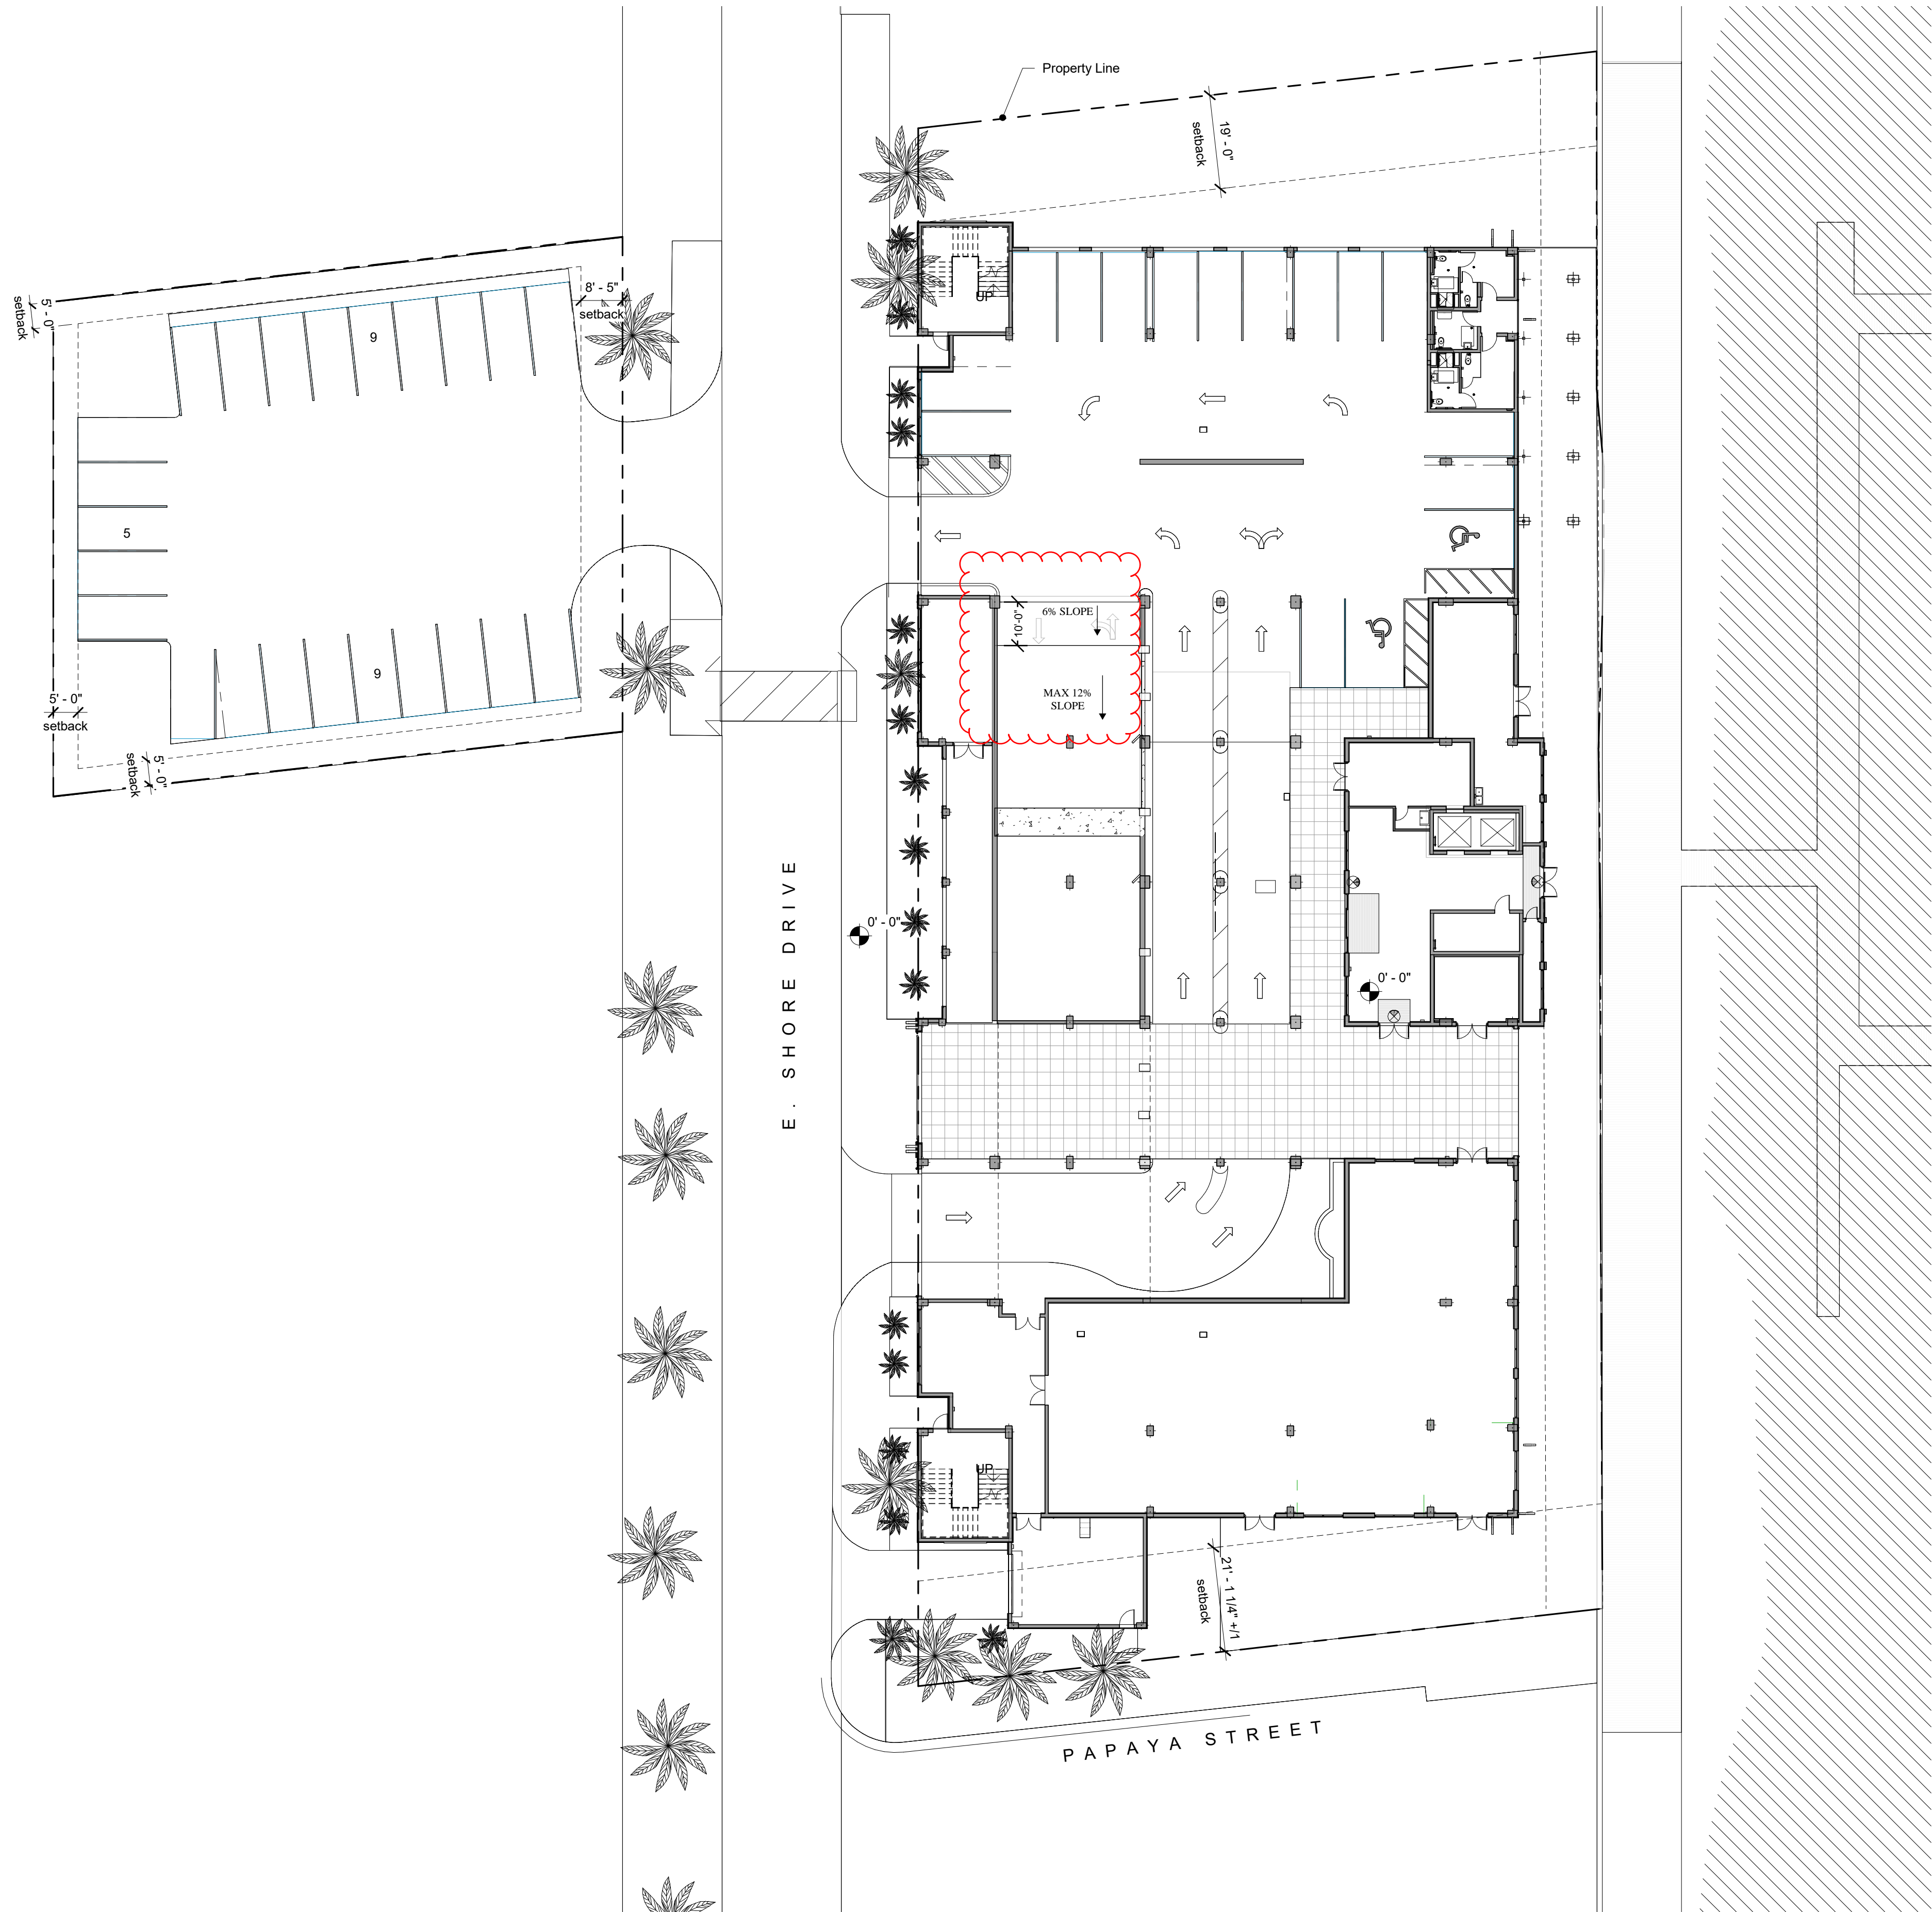 Property Line
19' - 0"
setback
UP
8' - 5"
setback
5' - 0"
setback
9
5
9
5' - 0"
setback
5' - 0"
setback
10'-0"
6% SLOPE
MAX 12%
SLOPE
E. SHORE DRIVE
0' - 0"
0' - 0"
UP
21' - 1 1/4" +/1
setback
PAPAYA STREET